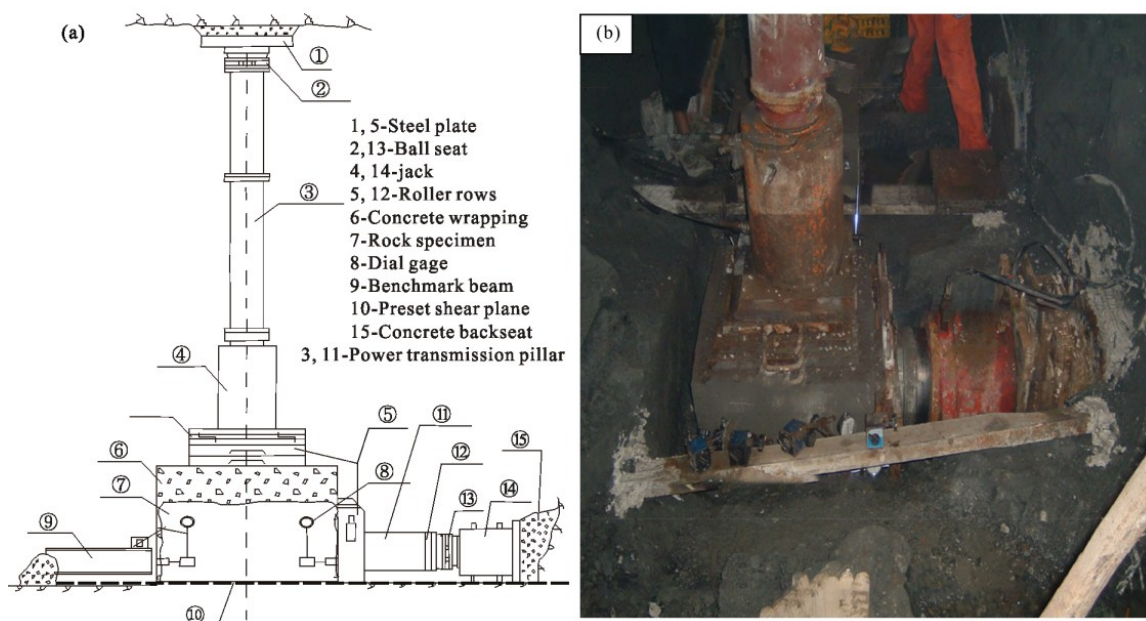 (a)
①
②
1, 5-Steel plate
2,13-Ball seat
4, 14-jack
5, 12-Roller rows
③
6-Concrete wrapping
7-Rock specimen
8-Dial gage
9-Benchmark beam
10-Preset shear plane
15-Concrete backseat
④
3, 11-Power transmission pillar
⑤
⑪
⑥
⑫
⑮
⑦
⑧
⑬
⑭
⑨
⑩
(b)